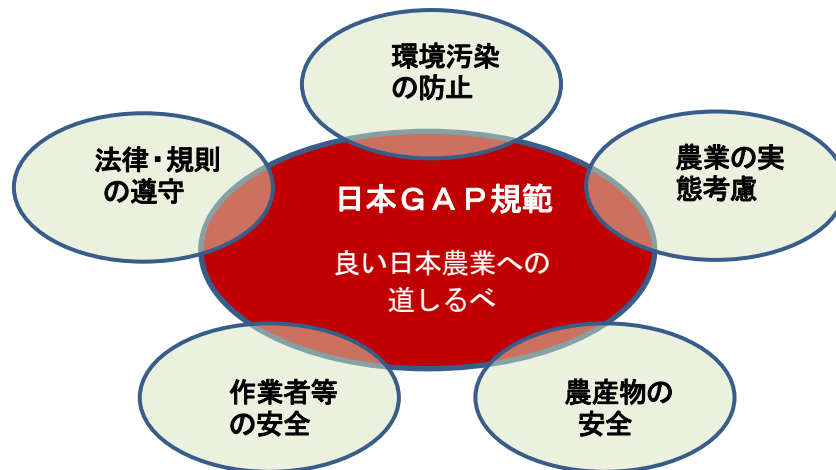 環境汚染
の防止
法律・規則
の遵守
農業の実
態考慮
日本ＧＡＰ規範
良い日本農業への
道しるべ
作業者等
の安全
農産物の
安全